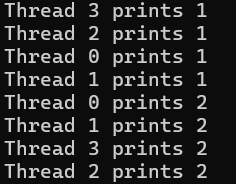 Thread 3 prints 1
Thread 2 prints 1
Thread 0 prints 1
Thread 1 prints 1
Thread 0 prints 2
Thread 1 prints 2
Thread 3 prints 2
Thread 2 prints 2